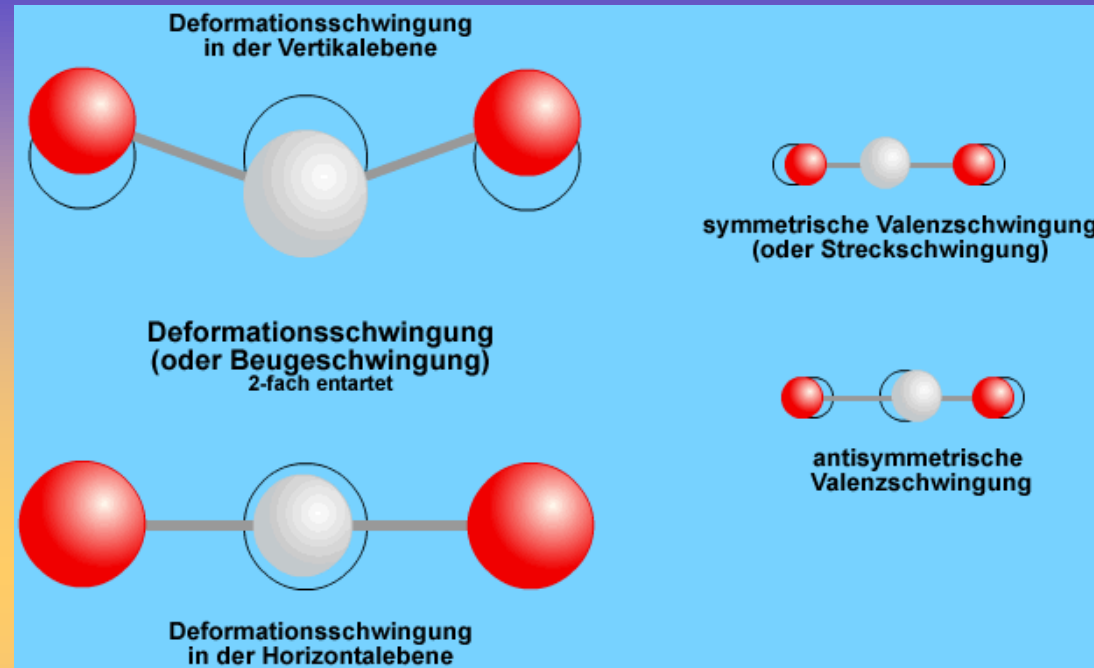 Deformationsschwingung
in der Vertikalebene
Deformationsschwingung
(oder Beugeschwingung)
2-fach entartet
Deformationsschwingung
in der Horizontalebene
symmetrische Valenzschwingung
(oder Streckschwingung)
antisymmetrische
Valenzschwingung